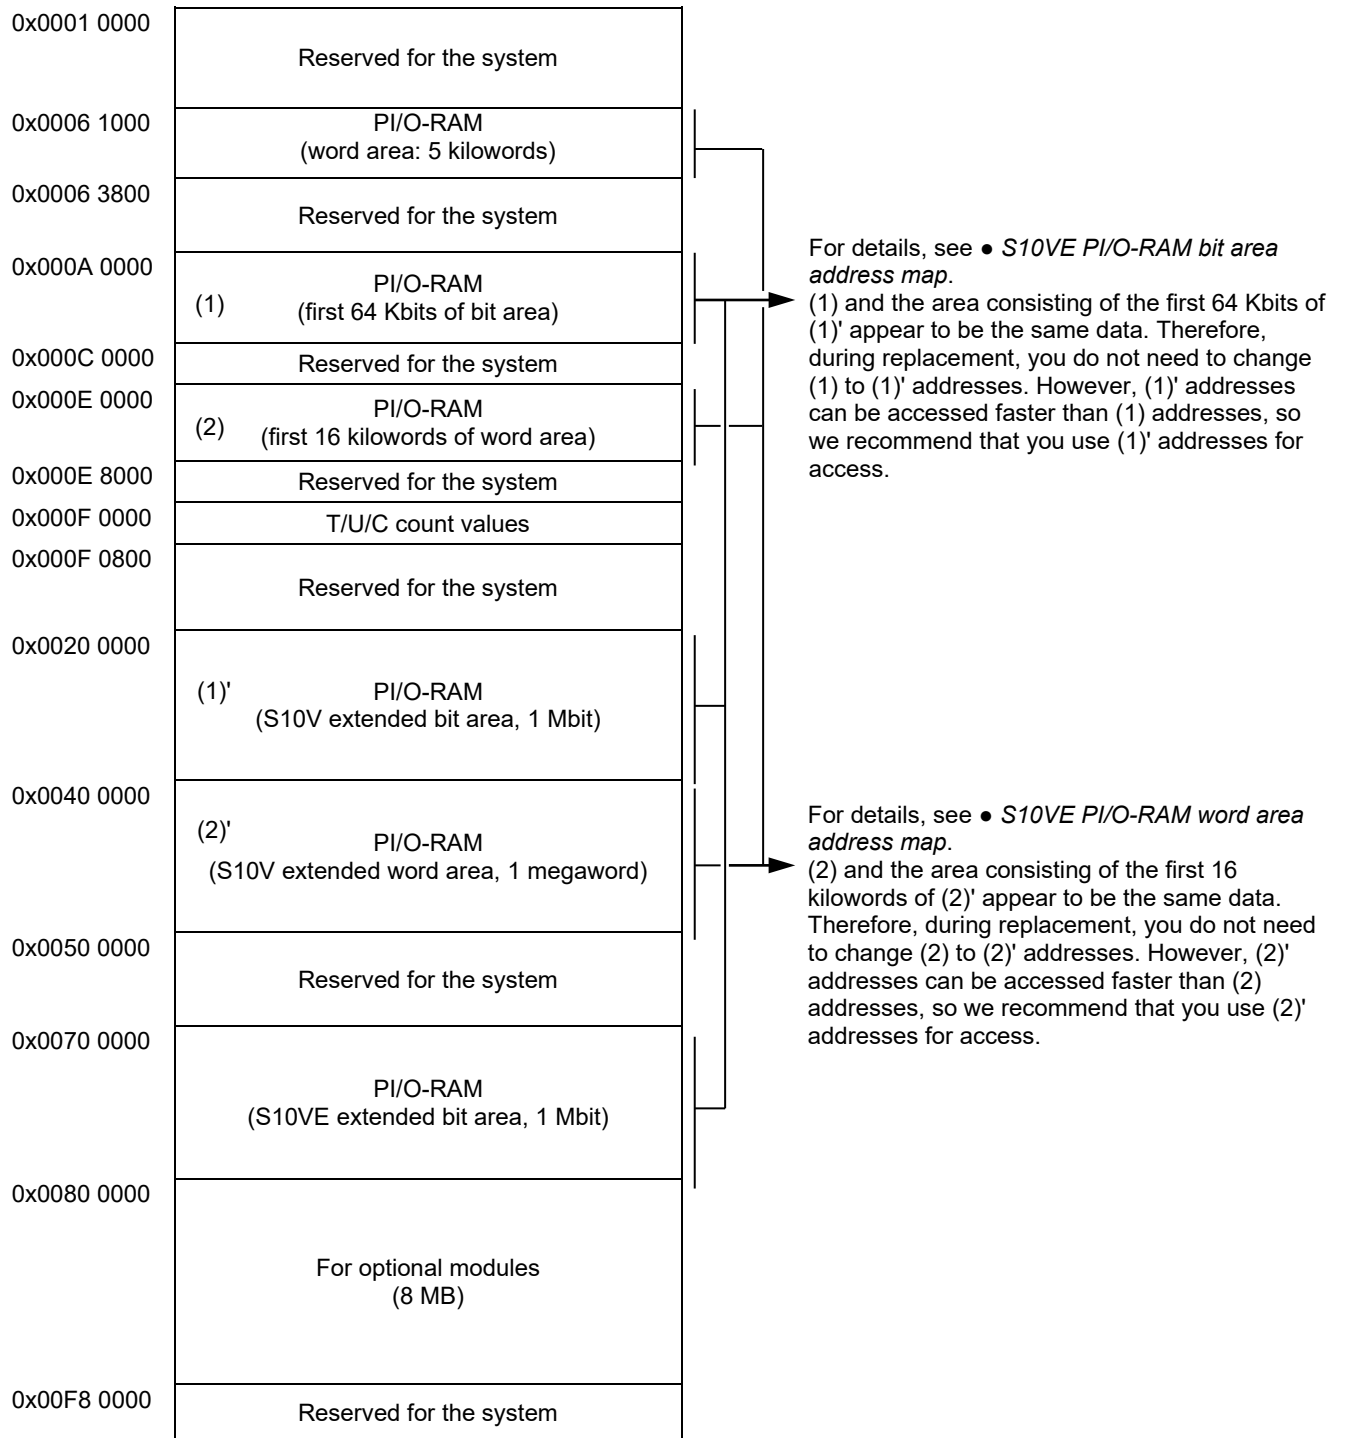 0x0001 0000
Reserved for the system
0x0006 1000
PI/O-RAM
(word area: 5 kilowords)
0x0006 3800
Reserved for the system
0x000A 0000
(1)
PI/O-RAM
(first 64 Kbits of bit area)
0x000C 0000
Reserved for the system
0x000E 0000
(2)
PI/O-RAM
(first 16 kilowords of word area)
0x000E 8000
Reserved for the system
0x000F 0000
T/U/C count values
0x000F 0800
Reserved for the system
0x0020 0000
(1)'
PI/O-RAM
(S10V extended bit area, 1 Mbit)
0x0040 0000
(2)'
PI/O-RAM
(S10V extended word area, 1 megaword)
0x0050 0000
Reserved for the system
0x0070 0000
PI/O-RAM
(S10VE extended bit area, 1 Mbit)
0x0080 0000
For optional modules
(8 MB)
0x00F8 0000
Reserved for the system
For details, see ● S10VE PI/O-RAM bit area
address map.
(1) and the area consisting of the first 64 Kbits of
(1)' appear to be the same data. Therefore,
during replacement, you do not need to change
(1) to (1)' addresses. However, (1)' addresses
can be accessed faster than (1) addresses, so
we recommend that you use (1)' addresses for
access.
For details, see ● S10VE PI/O-RAM word area
address map.
(2) and the area consisting of the first 16
kilowords of (2)' appear to be the same data.
Therefore, during replacement, you do not need
to change (2) to (2)' addresses. However, (2)'
addresses can be accessed faster than (2)
addresses, so we recommend that you use (2)'
addresses for access.